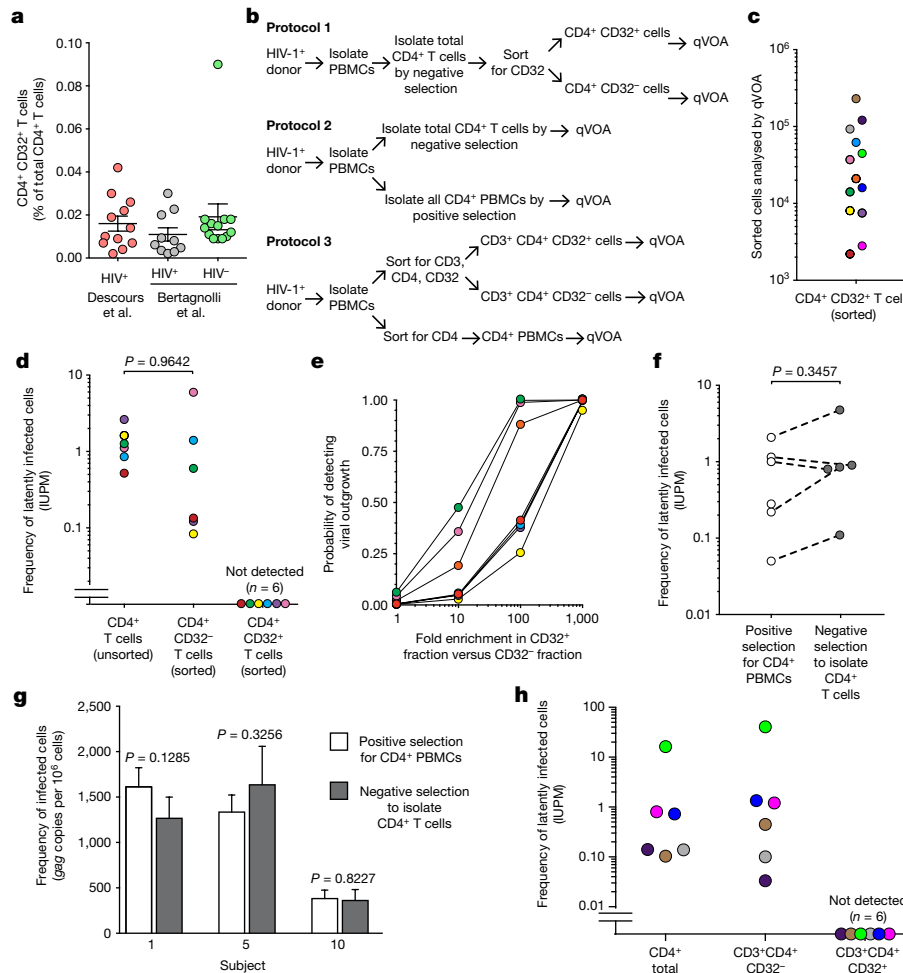 a
CD4+ CD32+ T cells
(% of total CD4+ T cells)
0.10
0.08
0.06
0.04
0.02
0.00
HIV+
HIV+
HIV−
Descours
et al.
Bertagnolli
et al.
b
Protocol 1
HIV-1+
donor
Isolate
PBMCs
Isolate total
CD4+ T cells
by negative
selection
Sort
for CD32
CD4+ CD32+ cells
qVOA
CD4+ CD32− cells
qVOA
Protocol 2
HIV-1+
donor
Isolate
PBMCs
Isolate total CD4+ T cells by
negative selection
qVOA
Isolate all CD4+ PBMCs by
positive selection
qVOA
Protocol 3
HIV-1+
donor
Isolate
PBMCs
Sort for CD3,
CD4, CD32
CD3+ CD4+ CD32+ cells
qVOA
CD3+ CD4+ CD32− cells
qVOA
Sort for CD4
CD4+ PBMCs
qVOA
c
Sorted cells analysed by qVOA
10⁶
10⁵
10⁴
10³
CD4+ CD32+ T cells
(sorted)
d
P = 0.9642
Frequency of latently infected cells
(IUPM)
10
1
0.1
Not detected
(n = 6)
CD4+
T cells
(unsorted)
CD4+
CD32−
T cells
(sorted)
CD4+
CD32+
T cells
(sorted)
e
Probability of detecting
viral outgrowth
1.00
0.75
0.50
0.25
0.00
1
10
100
1,000
Fold enrichment in CD32+
fraction versus CD32− fraction
f
P = 0.3457
Frequency of latently infected cells
(IUPM)
10
1
0.1
0.01
Positive
selection
for CD4+
PBMCs
Negative
selection
to isolate
CD4+
T cells
g
Frequency of infected cells
(gag copies per 10⁶ cells)
2,500
2,000
1,500
1,000
500
0
P = 0.1285
P = 0.3256
P = 0.8227
1
5
10
Subject
Positive selection
for CD4+ PBMCs
Negative selection
to isolate
CD4+ T cells
h
Frequency of latently infected cells
(IUPM)
100
10
1
0.10
0.01
Not detected
(n = 6)
CD4+
total
CD3+CD4+
CD32−
CD3+CD4+
CD32+